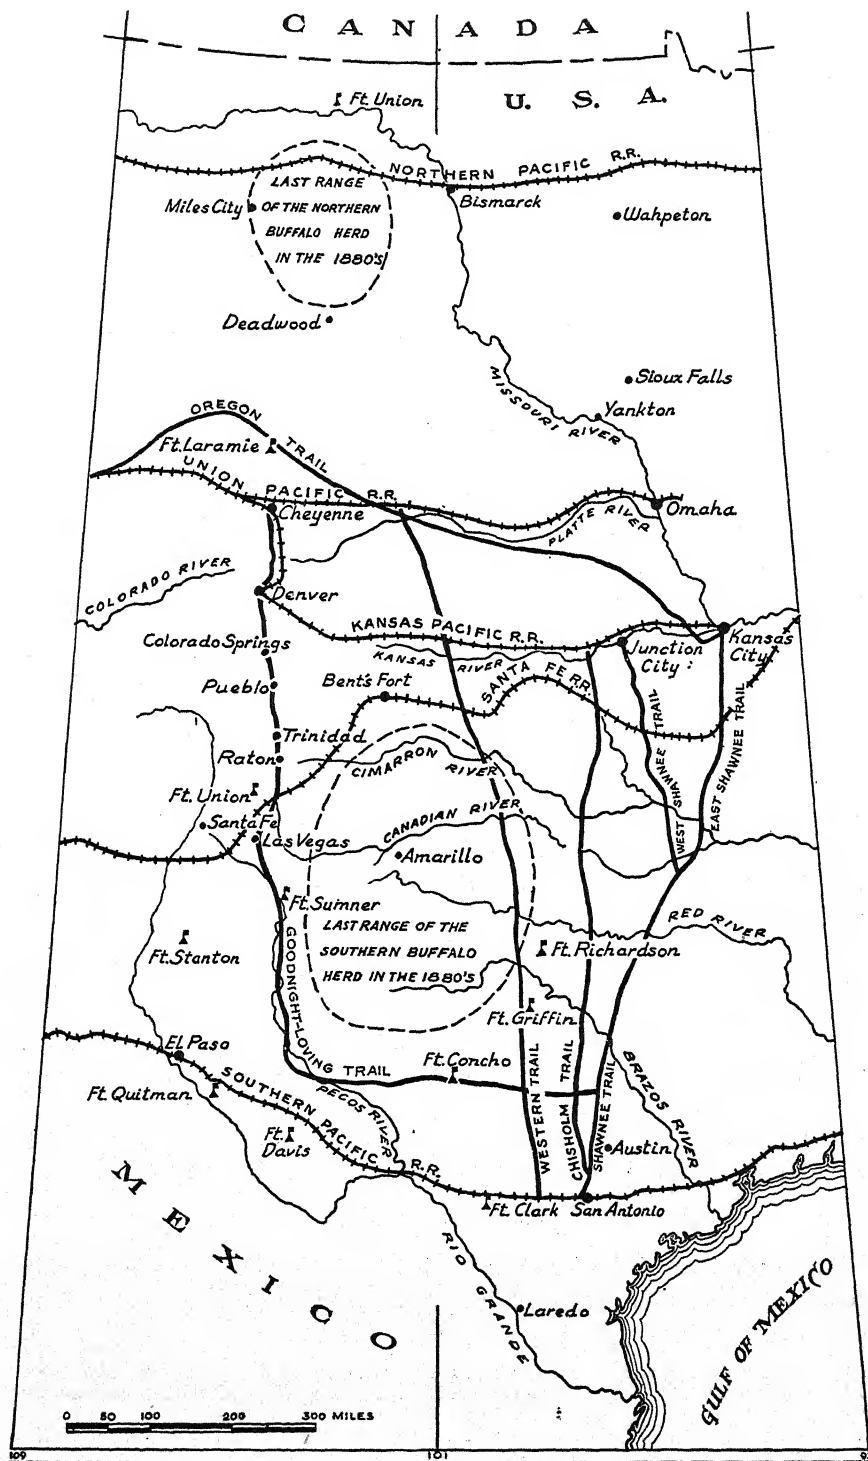 CANADA
Ft. Union
U. S. A.
NORTHERN PACIFIC R.R.
LAST RANGE
OF THE NORTHERN
BUFFALO HERD
IN THE 1880'S
Miles City
Bismarck
Wahpeton
Deadwood
Sioux Falls
MISSOURI RIVER
Yankton
OREGON TRAIL
Ft. Laramie
UNION PACIFIC R.R.
Cheyenne
Omaha
PLATTE RIVER
COLORADO RIVER
Denver
KANSAS PACIFIC R.R.
Kansas
City
Colorado Springs
KANSAS RIVER
Junction
City:
Bent's Fort
SANTA FE RR.
Pueblo
WEST SHAWNEE TRAIL
EAST SHAWNEE TRAIL
Trinidad
Raton
CIMARRON RIVER
Ft. Union
CANADIAN RIVER
Santa Fe
Las Vegas
Amarillo
Ft. Sumner
RED RIVER
LAST RANGE OF THE
SOUTHERN BUFFALO
HERD IN THE 1880'S
Ft. Stanton
Ft. Richardson
GOODNIGHT-LOVING TRAIL
Ft. Griffin
El Paso
Ft. Concho
Ft. Quitman
SOUTHERN PACIFIC R.R.
PECOS RIVER
WESTERN TRAIL
CHISHOLM TRAIL
SHAWNEE TRAIL
BRAZOS RIVER
Ft.
Davis
Austin
MEXICO
Ft. Clark
San Antonio
RIO GRANDE
Laredo
GULF OF MEXICO
0 50 100 200 300 MILES
109
101